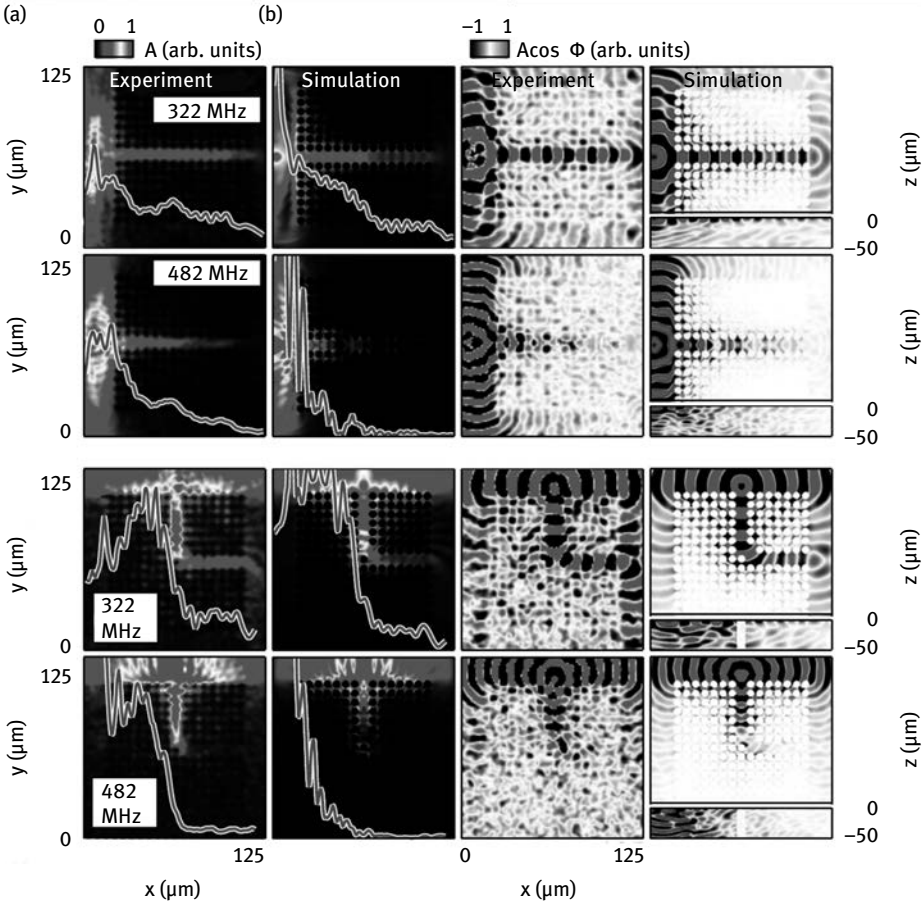 (a) (b)
0 1 A (arb. units) −1 1 Acos Φ (arb. units)
125 Experiment Simulation Experiment Simulation
322 MHz
y (µm) z (µm)
0
0 −50
125
482 MHz
y (µm) z (µm)
0
0 −50
125
y (µm) z (µm)
322
MHz
0
0 −50
125
y (µm) z (µm)
482
MHz
0
0 −50
125 0 125
x (µm) x (µm)